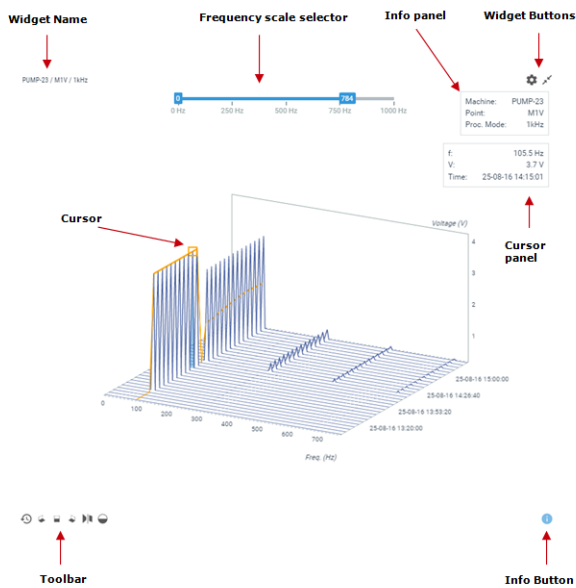 Widget Name
Frequency scale selector
Info panel
Widget Buttons
PUMP-23 / M1V / 1kHz
0
784
0 Hz
250 Hz
500 Hz
750 Hz
1000 Hz
Machine: PUMP-23
Point: M1V
Proc. Mode: 1kHz
f: 105.5 Hz
V: 3.7 V
Time: 25-08-16 14:15:01
Cursor
Voltage (V)
4
3
2
1
Cursor
panel
25-08-16 15:00:00
25-08-16 14:26:40
25-08-16 13:53:20
25-08-16 13:20:00
0
100
200
300
400
500
600
700
Freq. (Hz)
i
Toolbar
Info Button